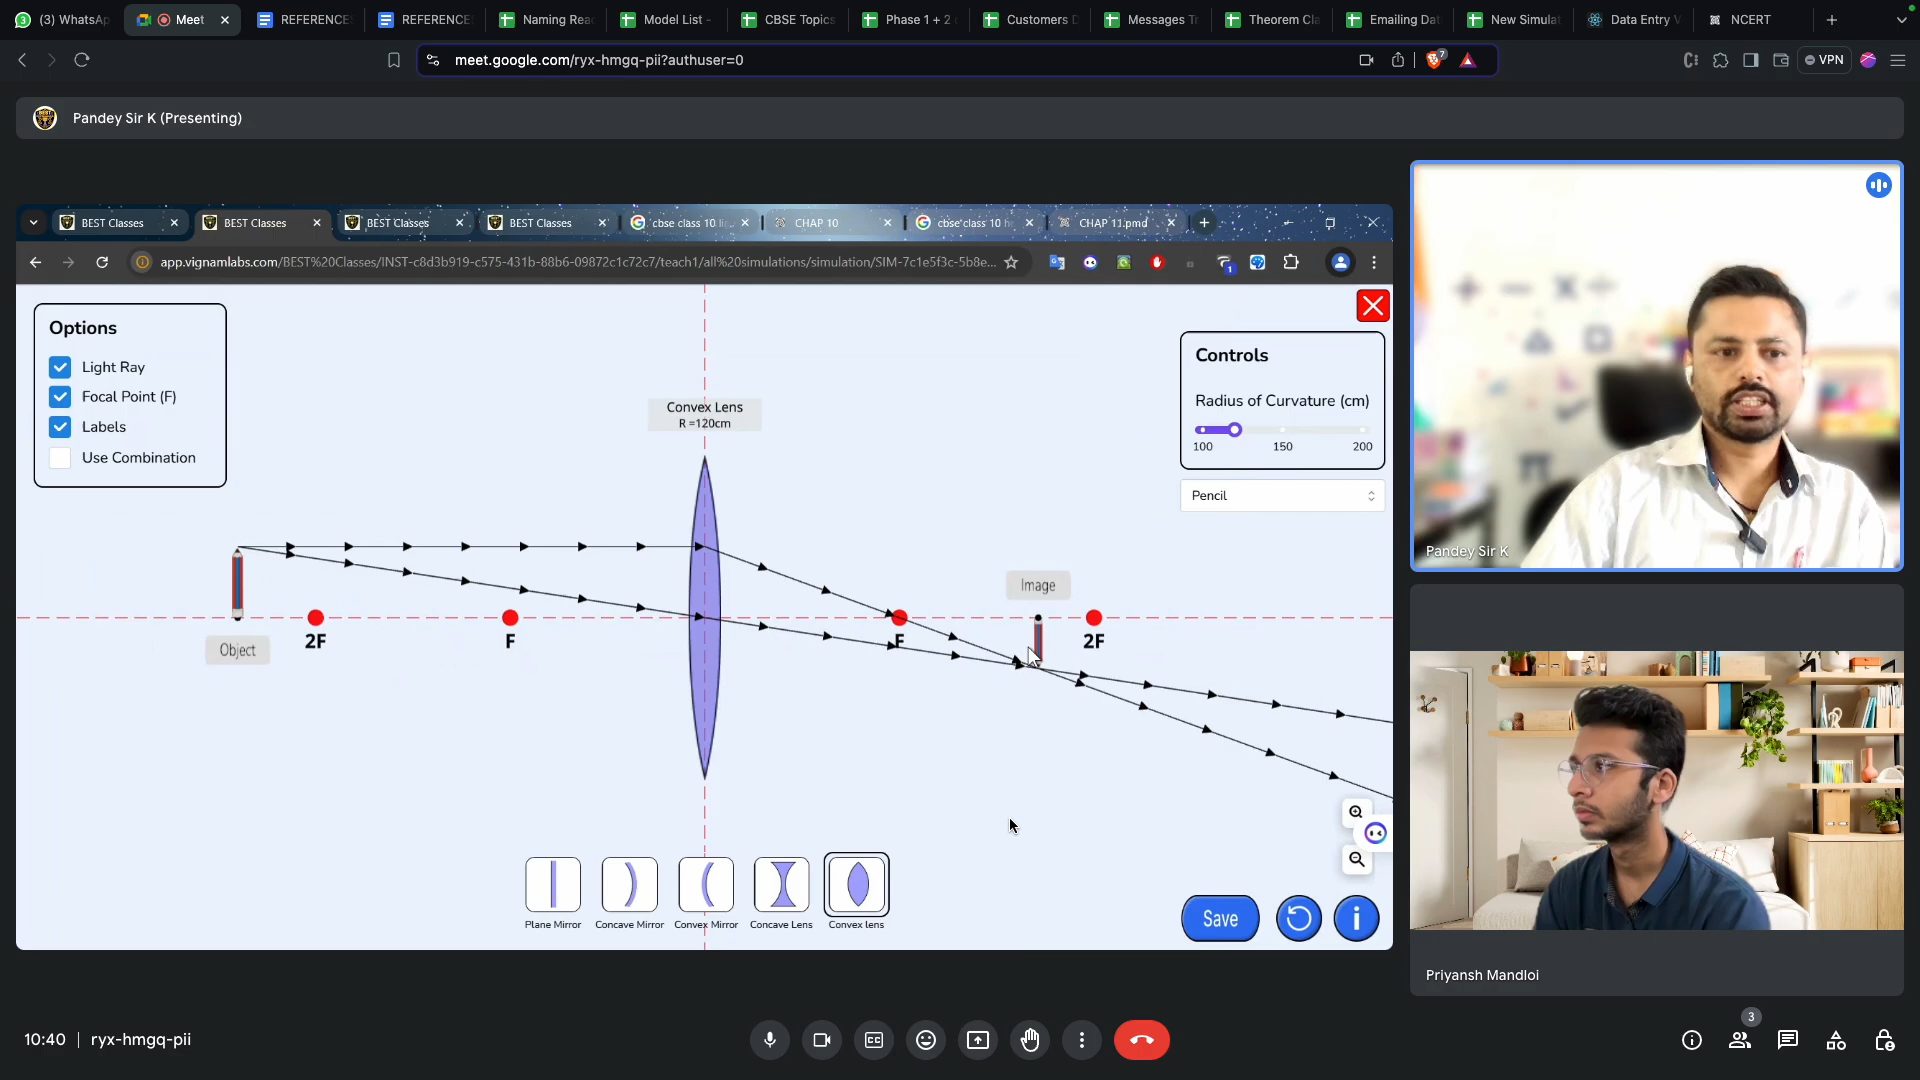 (3) WhatsAp
Meet
REFERENCE
REFERENCE
Naming Rea
Model List -
CBSE Topics
Phase 1 + 2
Customers D
Messages Ti
Theorem Cla
Emailing Dat
New Simulat
Data Entry V
NCERT
meet.google.com/ryx-hmgq-pii?authuser=0
7
VPN
Pandey Sir K (Presenting)
BEST Classes
BEST Classes
BEST Classes
BEST Classes
cbse class 10 li
CHAP 10
cbse class 10 h
CHAP 11.pmd
app.vignamlabs.com/BEST%20Classes/INST-c8d3b919-c575-431b-88b6-09872c1c72c7/teach1/all%20simulations/simulation/SIM-7c1e5f3c-5b8e...
1
Options
Light Ray
Focal Point (F)
Labels
Use Combination
Convex Lens
R =120cm
Controls
Radius of Curvature (cm)
100 150 200
Pencil
Image
Object
2F
F
F
2F
Plane Mirror
Concave Mirror
Convex Mirror
Concave Lens
Convex lens
Save
Pandey Sir K
Priyansh Mandloi
10:40 | ryx-hmgq-pii
3